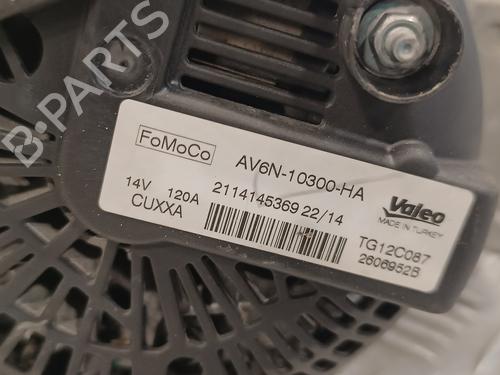 B-PARTS
FoMoCo
AV6N-10300-HA
14V 120A
2114145369 22/14
CUXXA
Valeo
MADE IN TURKEY
TG12C087
2606952B